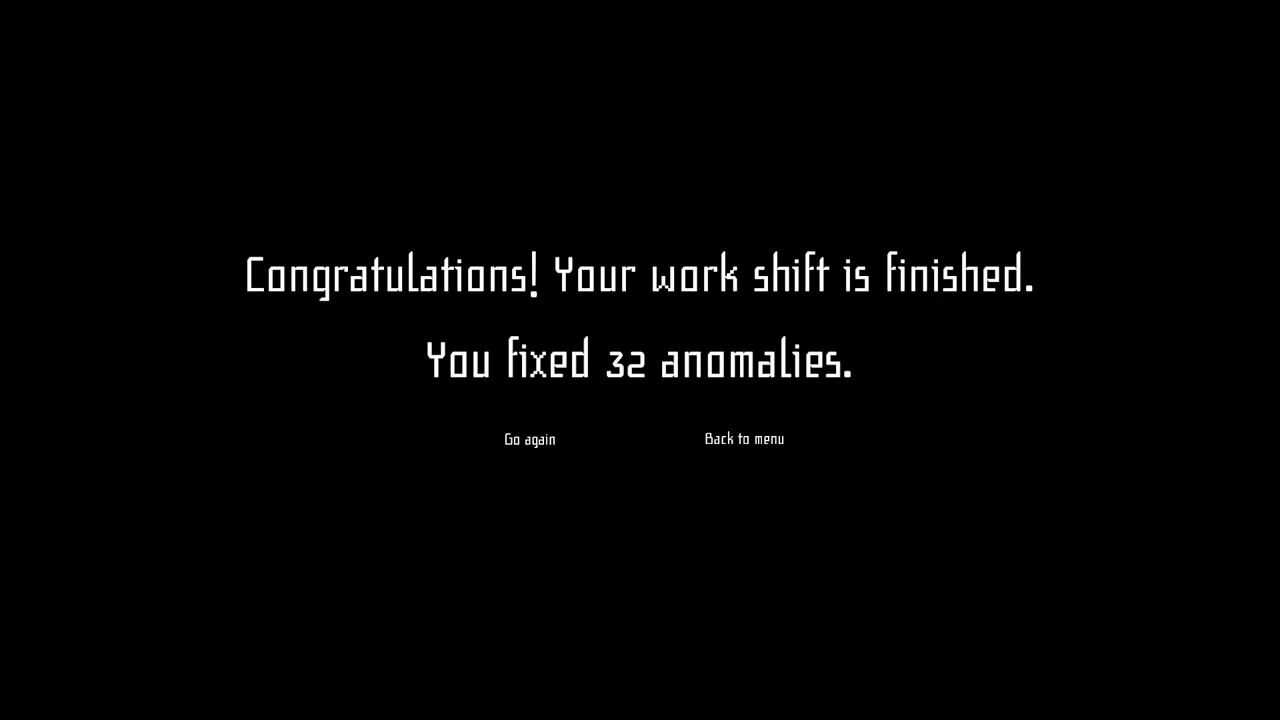 Congratulations! Your work shift is finished.
You fixed 32 anomalies.
Go again
Back to menu